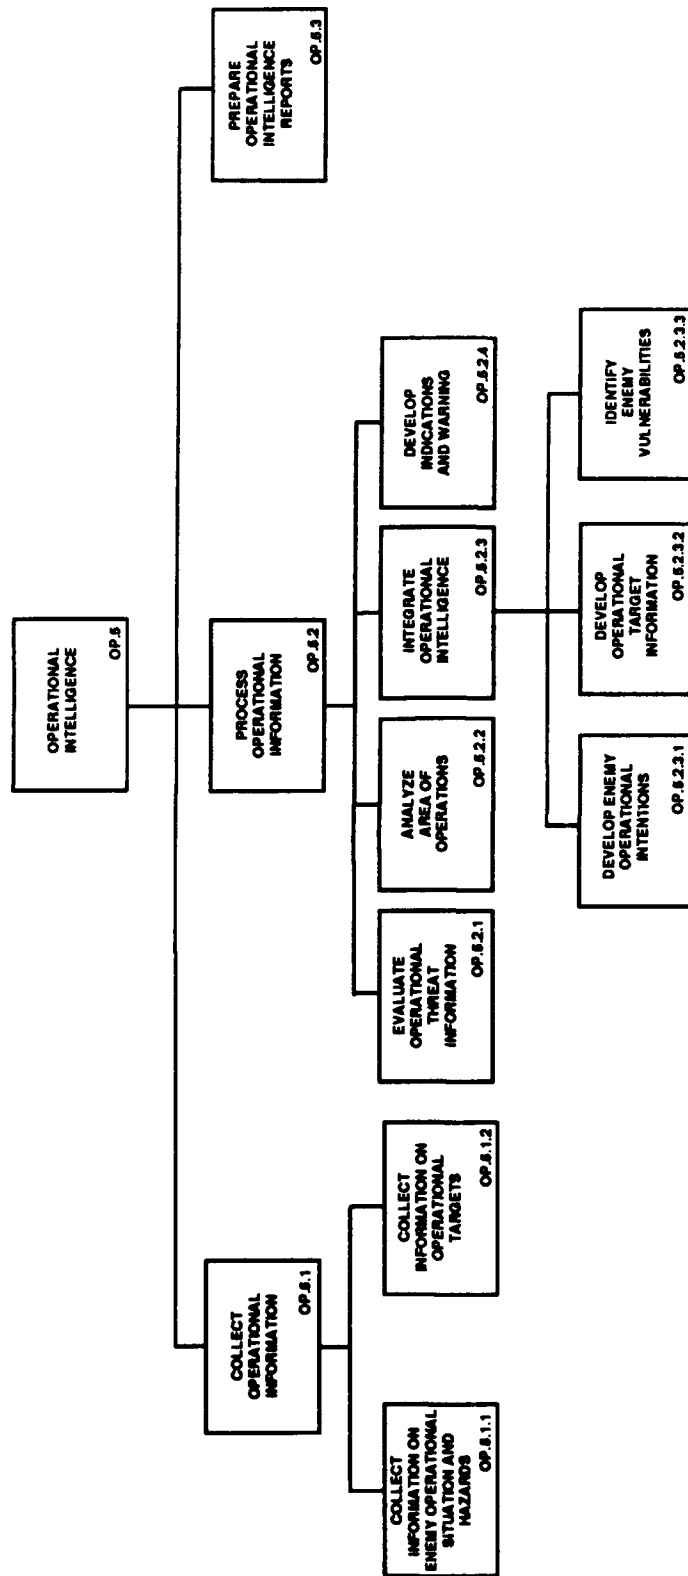 OPERATIONAL
INTELLIGENCE
OP.5
COLLECT
OPERATIONAL
INFORMATION
OP.5.1
PROCESS
OPERATIONAL
INFORMATION
OP.5.2
PREPARE
OPERATIONAL
INTELLIGENCE
REPORTS
OP.5.3
COLLECT
INFORMATION ON
ENEMY OPERATIONAL
SITUATION AND
HAZARDS
OP.5.1.1
COLLECT
INFORMATION ON
OPERATIONAL
TARGETS
OP.5.1.2
EVALUATE
OPERATIONAL
THREAT
INFORMATION
OP.5.2.1
ANALYZE
AREA OF
OPERATIONS
OP.5.2.2
INTEGRATE
OPERATIONAL
INTELLIGENCE
OP.5.2.3
DEVELOP
INDICATIONS
AND WARNING
OP.5.2.4
DEVELOP ENEMY
OPERATIONAL
INTENTIONS
OP.5.2.3.1
DEVELOP
OPERATIONAL
TARGET
INFORMATION
OP.5.2.3.2
IDENTIFY
ENEMY
VULNERABILITIES
OP.5.2.3.3